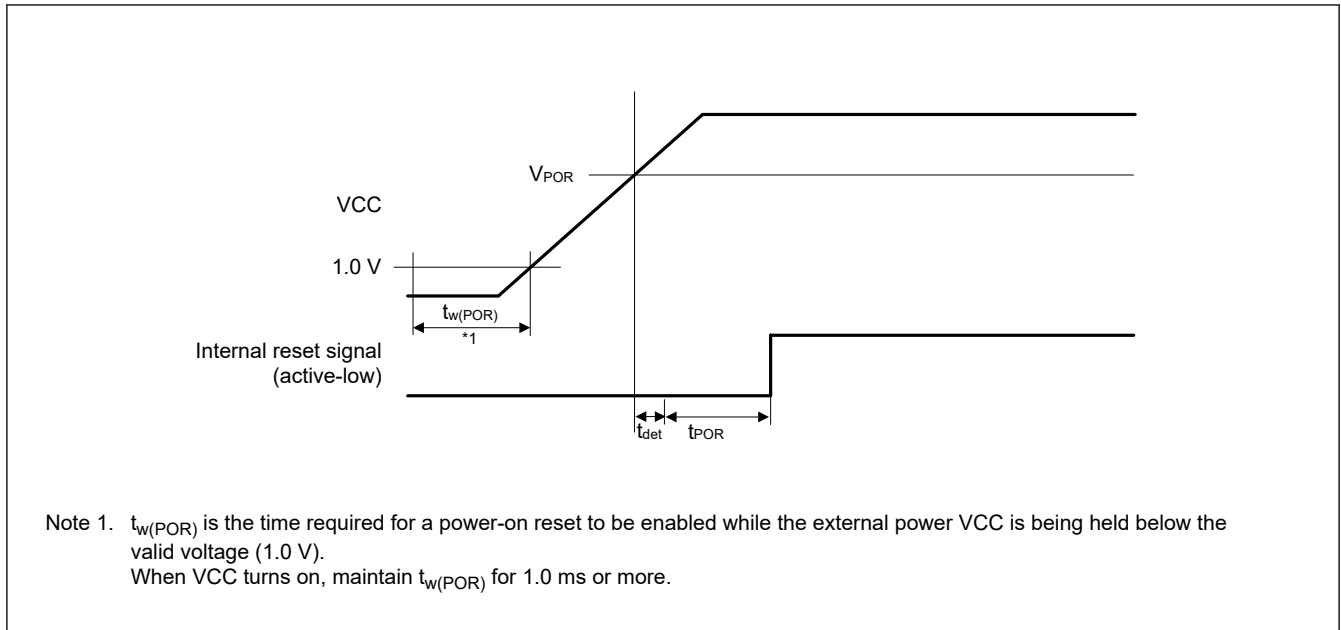 VPOR
VCC
1.0 V
tw(POR)
*1
Internal reset signal
(active-low)
tdet
tPOR
Note 1. tw(POR) is the time required for a power-on reset to be enabled while the external power VCC is being held below the
valid voltage (1.0 V).
When VCC turns on, maintain tw(POR) for 1.0 ms or more.